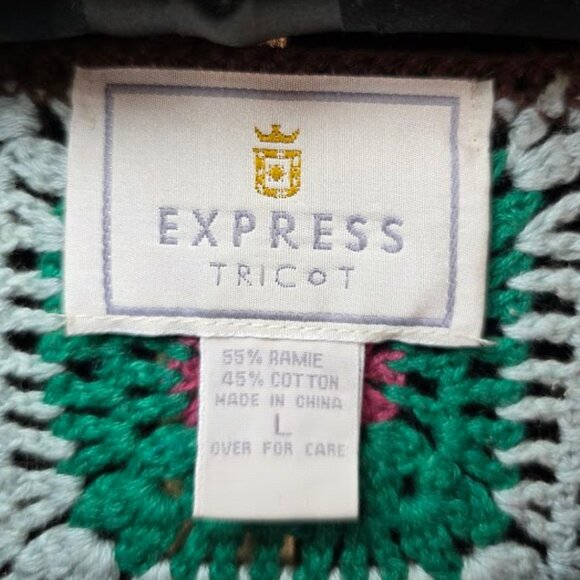 EXPRESS
TRICOT
55% RAMIE
45% COTTON
MADE IN CHINA
L
OVER FOR CARE